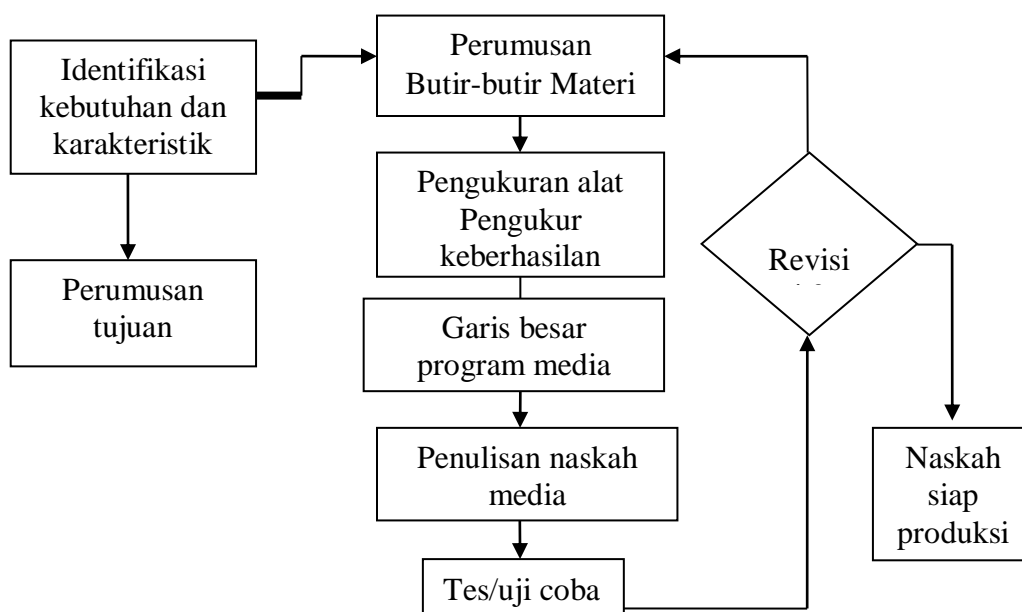 Identifikasi
kebutuhan dan
karakteristik
Perumusan
tujuan
Perumusan
Butir-butir Materi
Pengukuran alat
Pengukur
keberhasilan
Garis besar
program media
Penulisan naskah
media
Tes/uji coba
Revisi
Naskah
siap
produksi